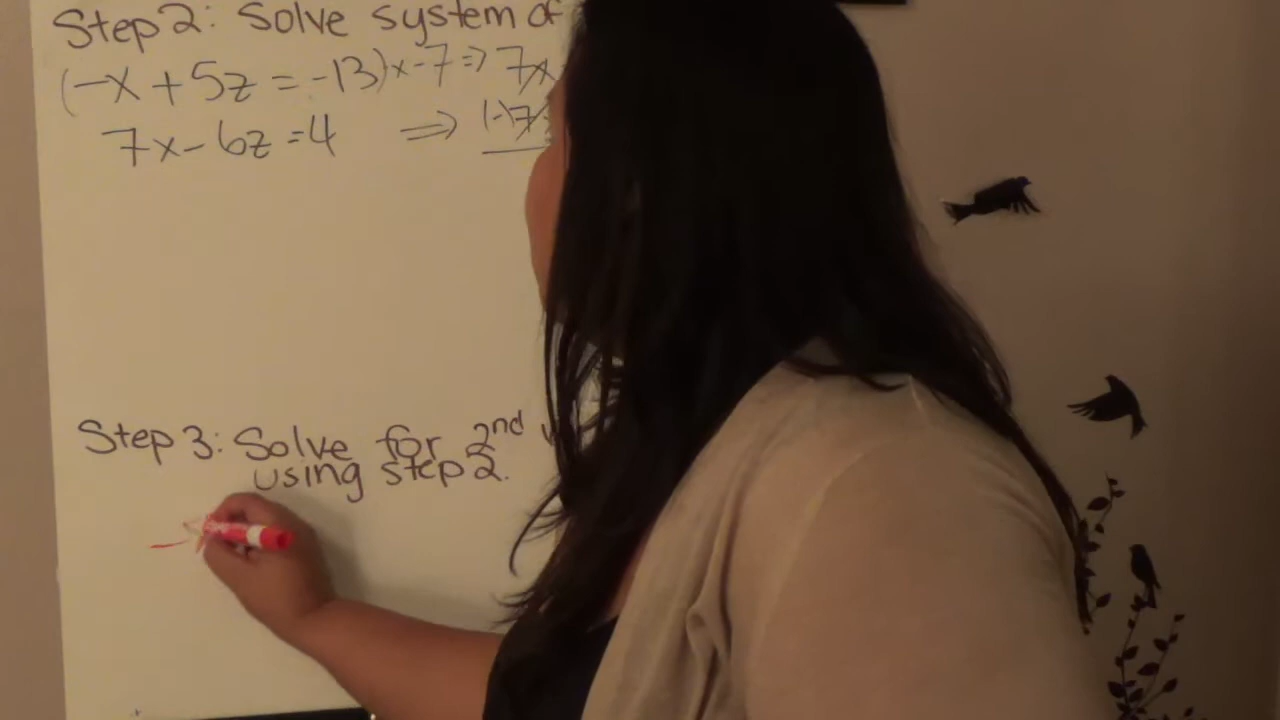 Step 2: Solve system of
(-x + 5z = -13) x -7 => 7x
7x - 6z = 4 => (-)7
Step 3: Solve for 2nd
using step 2.